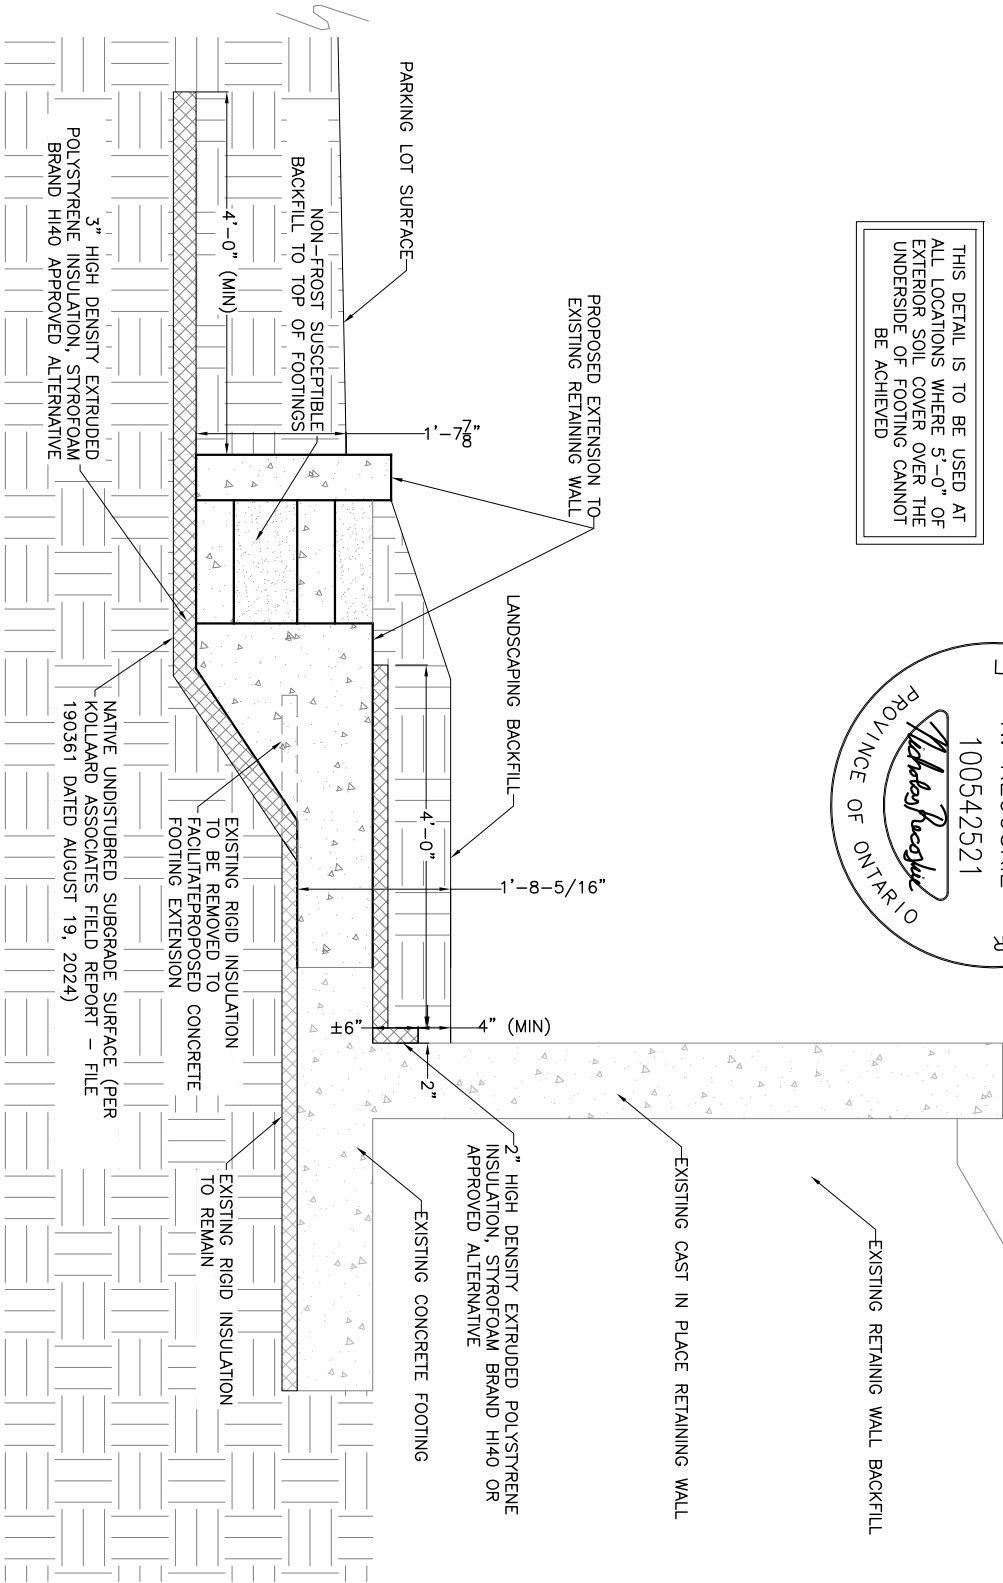 THIS DETAIL IS TO BE USED AT
ALL LOCATIONS WHERE 5'-0" OF
EXTERIOR SOIL COVER OVER THE
UNDERSIDE OF FOOTING CANNOT
BE ACHIEVED
100542521
PROVINCE OF ONTARIO
EXISTING RETAINIG WALL BACKFILL
EXISTING CAST IN PLACE RETAINING WALL
PROPOSED EXTENSION TO
EXISTING RETAINING WALL
LANDSCAPING BACKFILL
2" HIGH DENSITY EXTRUDED POLYSTYRENE
INSULATION, STYROFOAM BRAND HI40 OR
APPROVED ALTERNATIVE
PARKING LOT SURFACE
1'-7 7/8"
4'-0"
1'-8-5/16"
4" (MIN)
±6"
2"
EXISTING CONCRETE FOOTING
NON-FROST SUSCEPTIBLE
BACKFILL TO TOP OF FOOTINGS
4'-0" (MIN)
EXISTING RIGID INSULATION
TO BE REMOVED TO
FACILITATEPROPOSED CONCRETE
FOOTING EXTENSION
EXISTING RIGID INSULATION
TO REMAIN
3" HIGH DENSITY EXTRUDED
POLYSTYRENE INSULATION, STYROFOAM
BRAND HI40 APPROVED ALTERNATIVE
NATIVE UNDISTUBRED SUBGRADE SURFACE (PER
KOLLAARD ASSOCIATES FIELD REPORT – FILE
190361 DATED AUGUST 19, 2024)